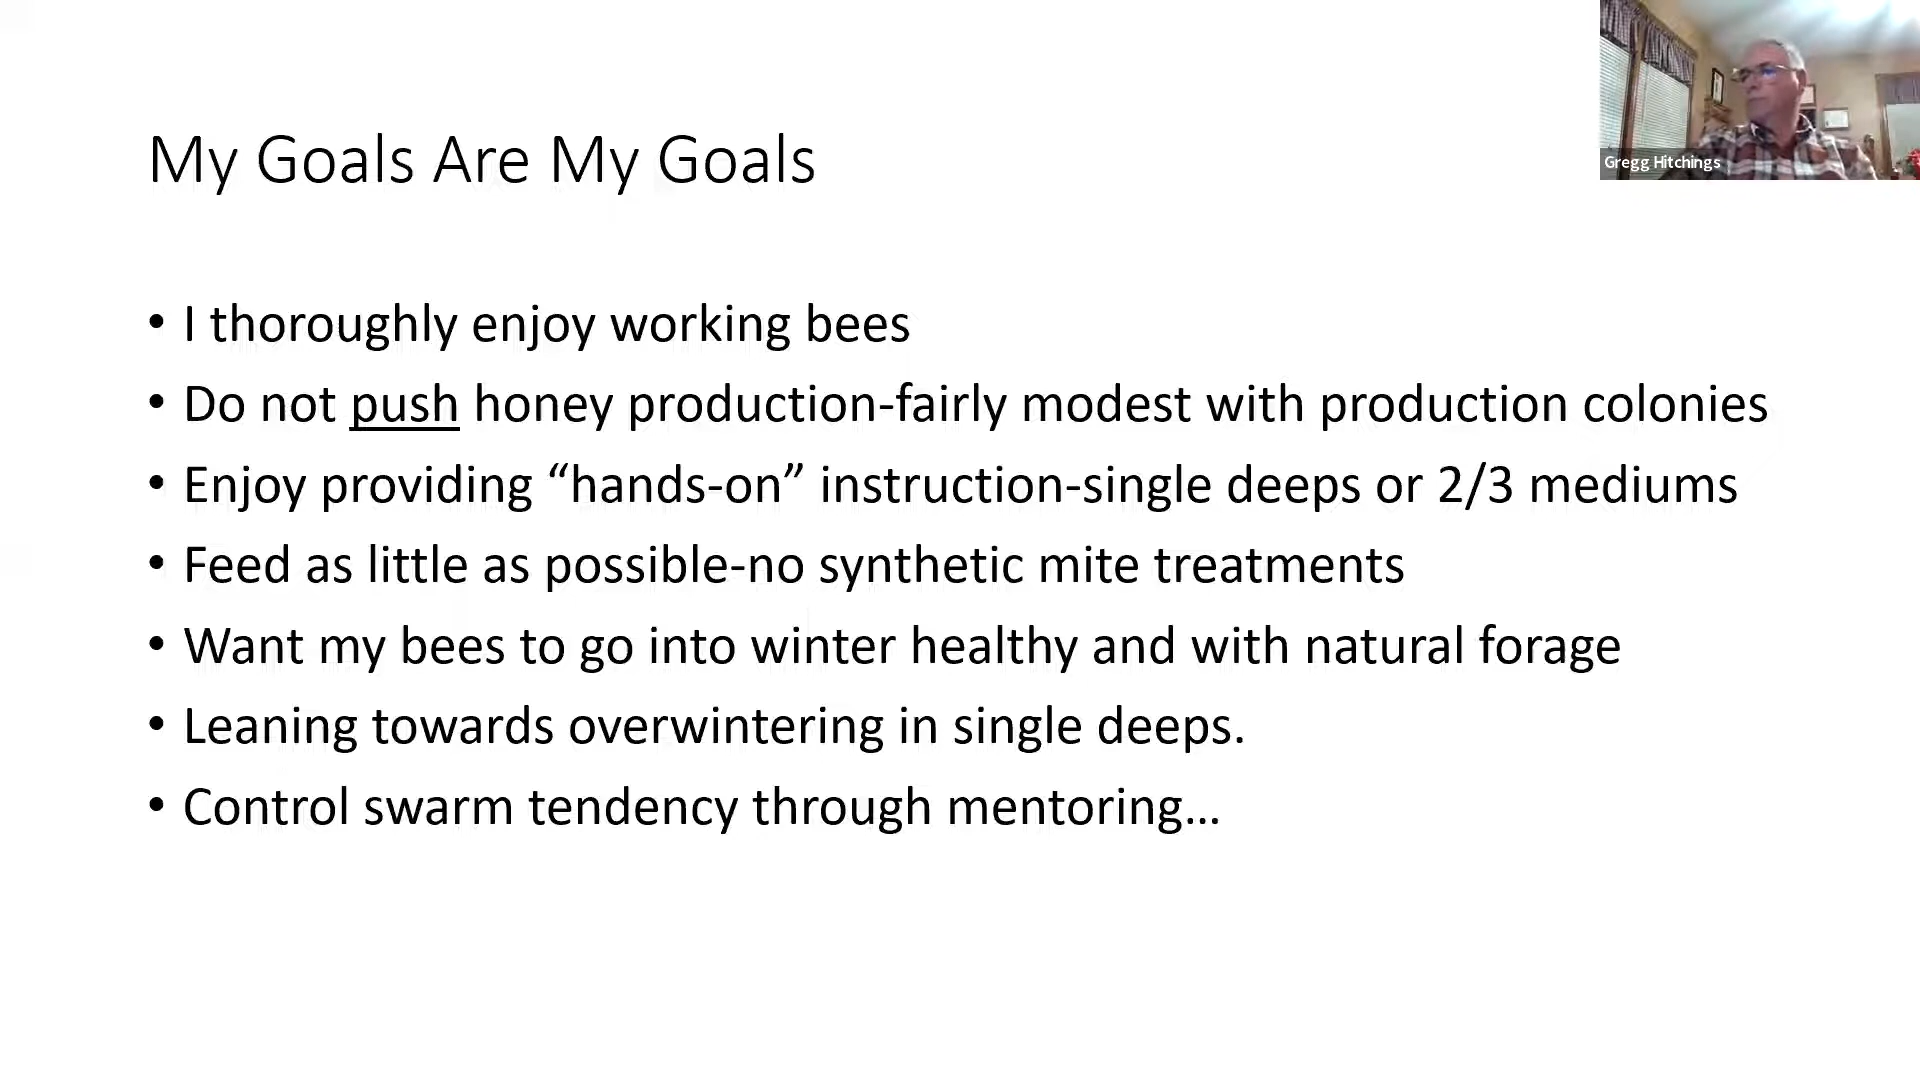 My Goals Are My Goals
Gregg Hitchings
• I thoroughly enjoy working bees
• Do not push honey production-fairly modest with production colonies
• Enjoy providing “hands-on” instruction-single deeps or 2/3 mediums
• Feed as little as possible-no synthetic mite treatments
• Want my bees to go into winter healthy and with natural forage
• Leaning towards overwintering in single deeps.
• Control swarm tendency through mentoring…